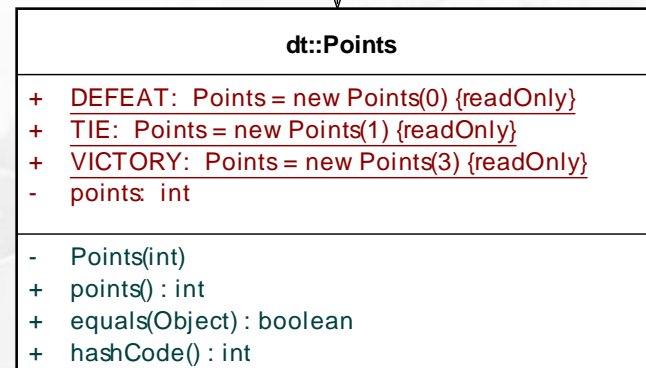 dt::Points
+ DEFEAT: Points = new Points(0) {readOnly}
+ TIE: Points = new Points(1) {readOnly}
+ VICTORY: Points = new Points(3) {readOnly}
- points: int
- Points(int)
+ points() : int
+ equals(Object) : boolean
+ hashCode() : int